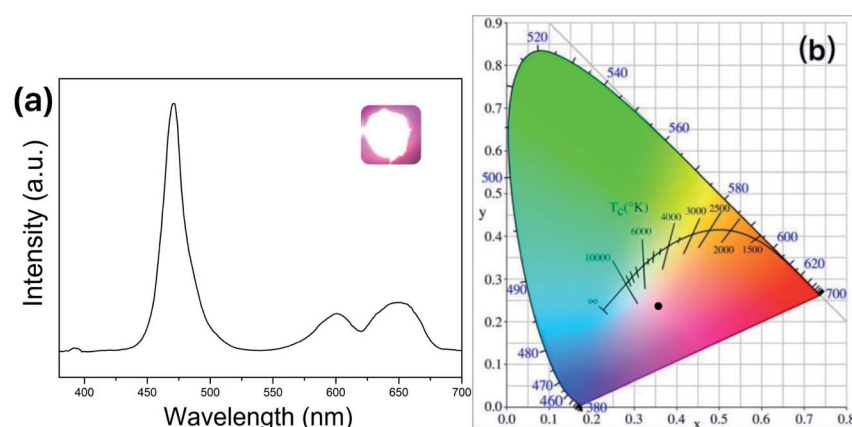 (a)
Intensity (a.u.)
400 450 500 550 600 650 700
Wavelength (nm)
(b)
0.9
0.8
0.7
0.6
0.5
y
0.4
0.3
0.2
0.1
0.0
0.0 0.1 0.2 0.3 0.4 0.5 0.6 0.7 0.8
x
520
540
560
500
580
Tc(°K)
4000 3000 2500
6000
10000
2000 1500
600
620
490
∞
700
480
470
460
380